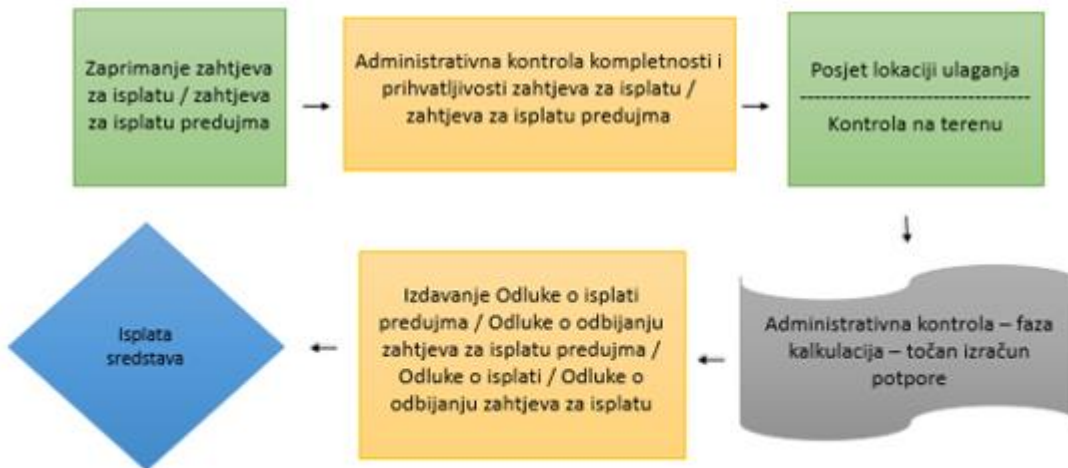 Zaprimanje zahtjeva
za isplatu / zahtjeva
za isplatu predujma
Administrativna kontrola kompletnosti i
prihvatljivosti zahtjeva za isplatu /
zahtjeva za isplatu predujma
Posjet lokaciji ulaganja
Kontrola na terenu
Administrativna kontrola – faza
kalkulacija – točan izračun
potpore
Izdavanje Odluke o isplati
predujma / Odluke o odbijanju
zahtjeva za isplatu predujma /
Odluke o isplati / Odluke o
odbijanju zahtjeva za isplatu
Isplata
sredstava